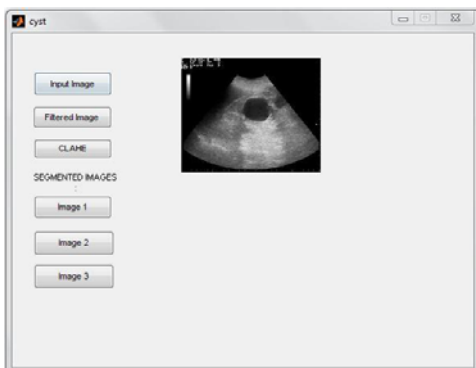 cyst
Input Image
Filtered Image
CLAHE
SEGMENTED IMAGES
:
Image 1
Image 2
Image 3